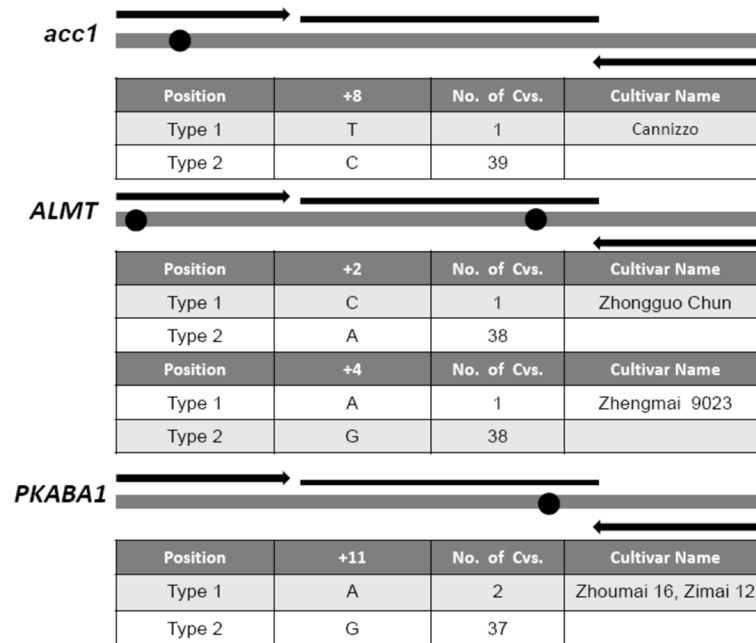 acc1
Position +8 No. of Cvs. Cultivar Name
Type 1 T 1 Cannizzo
Type 2 C 39
ALMT
Position +2 No. of Cvs. Cultivar Name
Type 1 C 1 Zhongguo Chun
Type 2 A 38
Position +4 No. of Cvs. Cultivar Name
Type 1 A 1 Zhengmai 9023
Type 2 G 38
PKABA1
Position +11 No. of Cvs. Cultivar Name
Type 1 A 2 Zhoumai 16, Zimai 12
Type 2 G 37